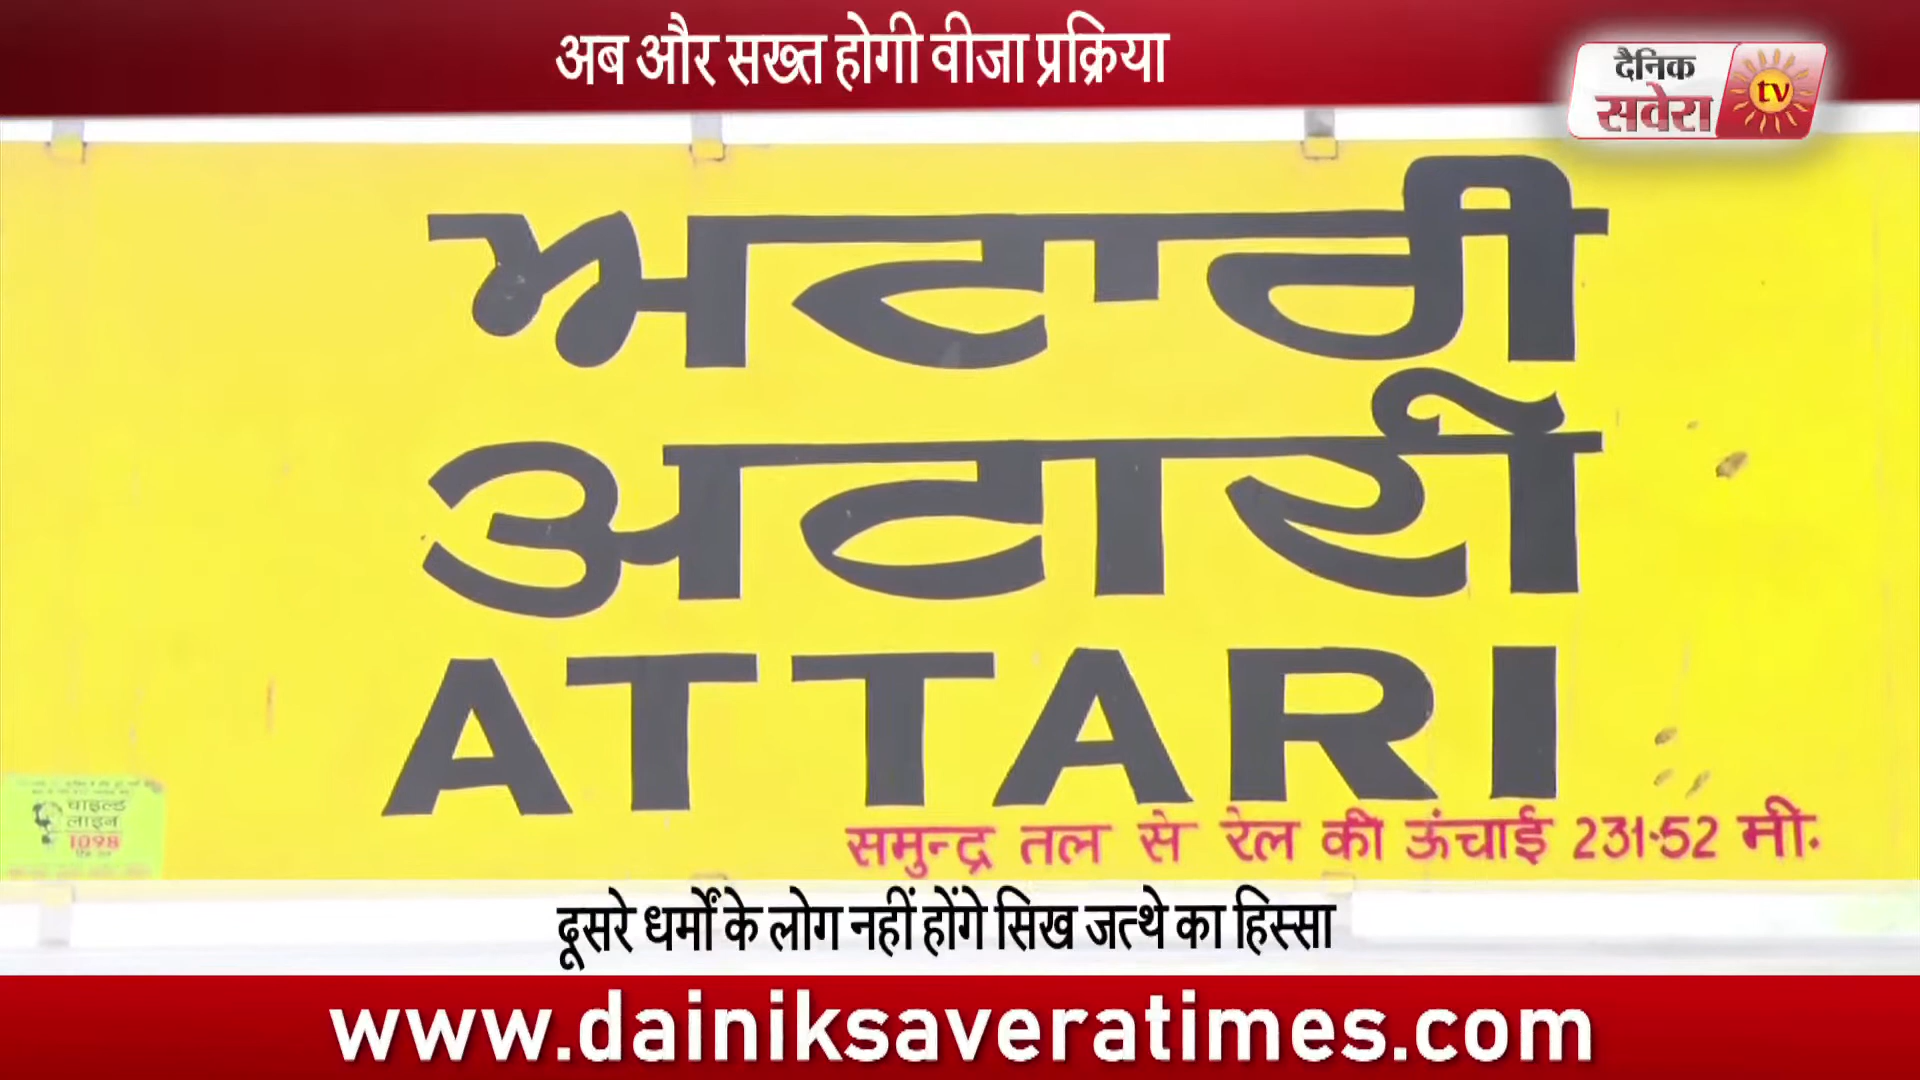 अब और सख्त होगी वीजा प्रक्रिया
दैनिक
सवेरा tv
ਅਟਾਰੀ
अटारी
ATTARI
समुन्द्र तल से रेल की ऊंचाई 231.52 मी.
चाइल्ड
लाइन
1098
दूसरे धर्मों के लोग नहीं होंगे सिख जत्थे का हिस्सा
www.dainiksaveratimes.com